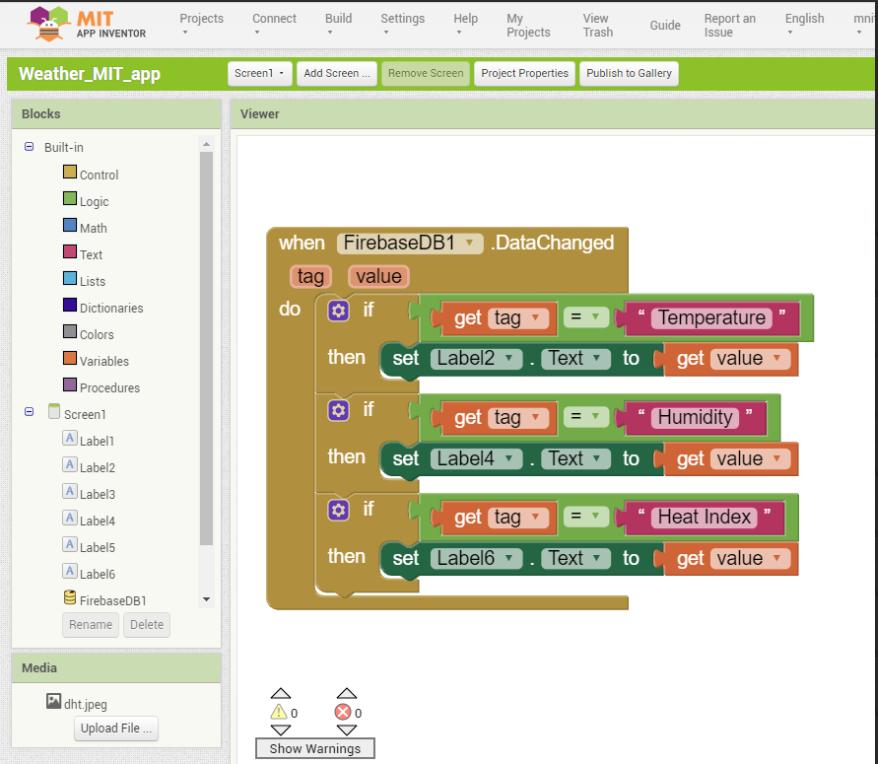 MIT
APP INVENTOR
Projects Connect Build Settings Help My Projects View Trash Guide Report an Issue English mnit
Weather_MIT_app Screen1 Add Screen ... Remove Screen Project Properties Publish to Gallery
Blocks
Viewer
Built-in
Control
Logic
Math
Text
Lists
Dictionaries
Colors
Variables
Procedures
Screen1
A Label1
A Label2
A Label3
A Label4
A Label5
A Label6
FirebaseDB1
Rename Delete
Media
dht.jpeg
Upload File ...
when FirebaseDB1 .DataChanged
tag value
do if get tag = “ Temperature ”
then set Label2 . Text to get value
if get tag = “ Humidity ”
then set Label4 . Text to get value
if get tag = “ Heat Index ”
then set Label6 . Text to get value
0 0
Show Warnings